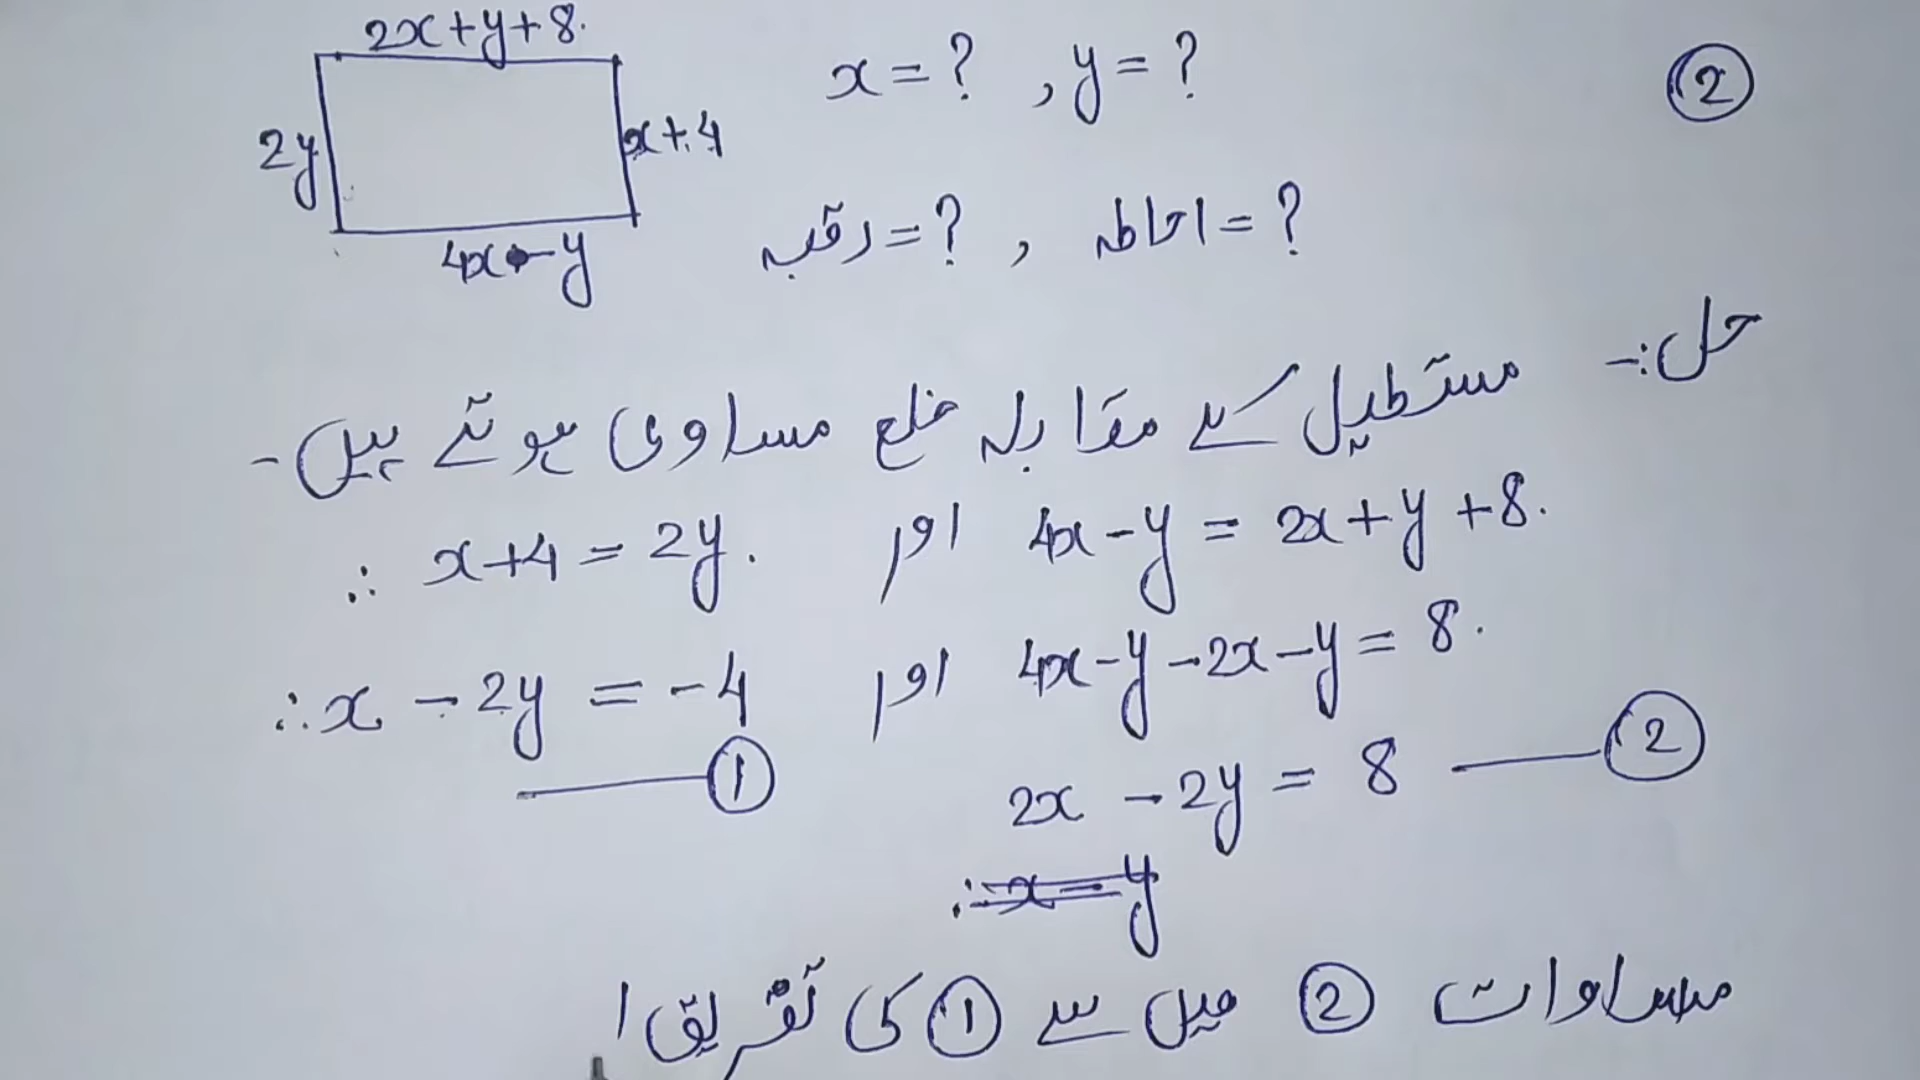 2x+y+8.
x=? , y=?
②
2y
x+4
4x-y
رقبہ=? , احاطہ=?
حل:-
مستطیل کے مقابلہ ضلع مساوی ہوتے ہیں -
∴ x+4=2y. اور 4x-y=2x+y+8.
∴x-2y=-4 اور 4x-y-2x-y=8.
① 2x-2y=8 ②
∴x-y
مساوات ② میں سے ① کی تفریق ا